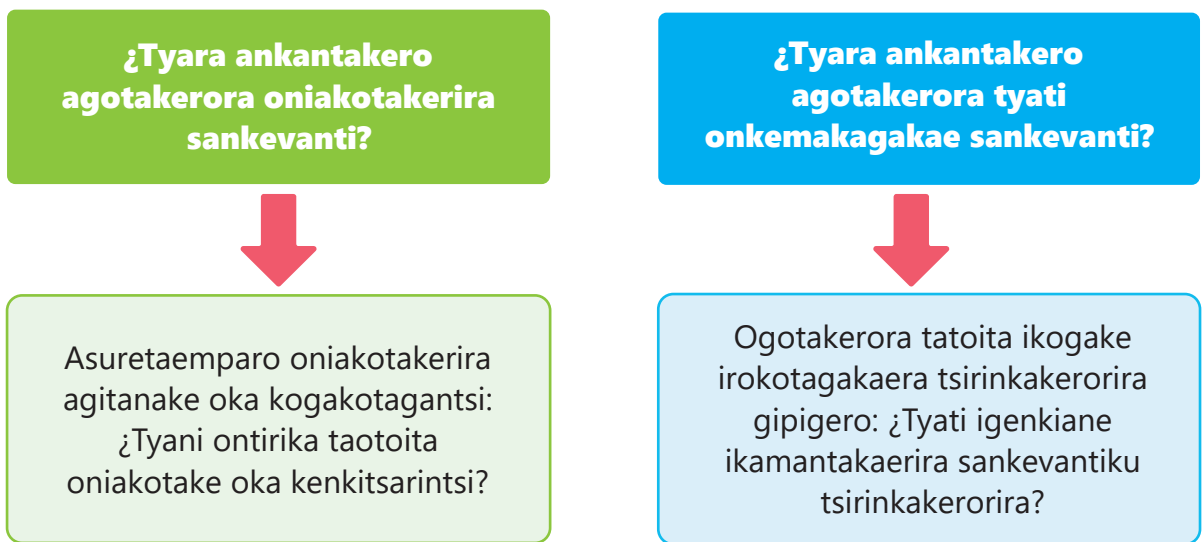 ¿Tyara ankantakero
agotakerora oniakotakerira
sankevanti?
Asuretaemparo oniakotakerira
agitanake oka kogakotagantsi:
¿Tyani ontirika taotoita
oniakotake oka kenkitsarintsi?
¿Tyara ankantakero
agotakerora tyati
onkemakagakae sankevanti?
Ogotakerora tatoita ikogake
irokotagakaera tsirinkakerorira
gipigero: ¿Tyati igenkiane
ikamantakaerira sankevantiku
tsirinkakerorira?